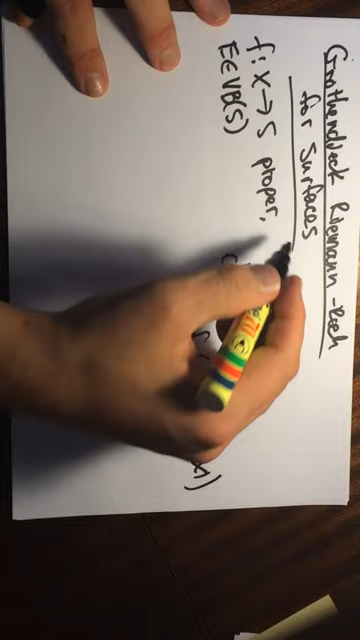 Grothendieck Riemann-Roch
for Surfaces
f: X → S proper,
E∈VB(S)